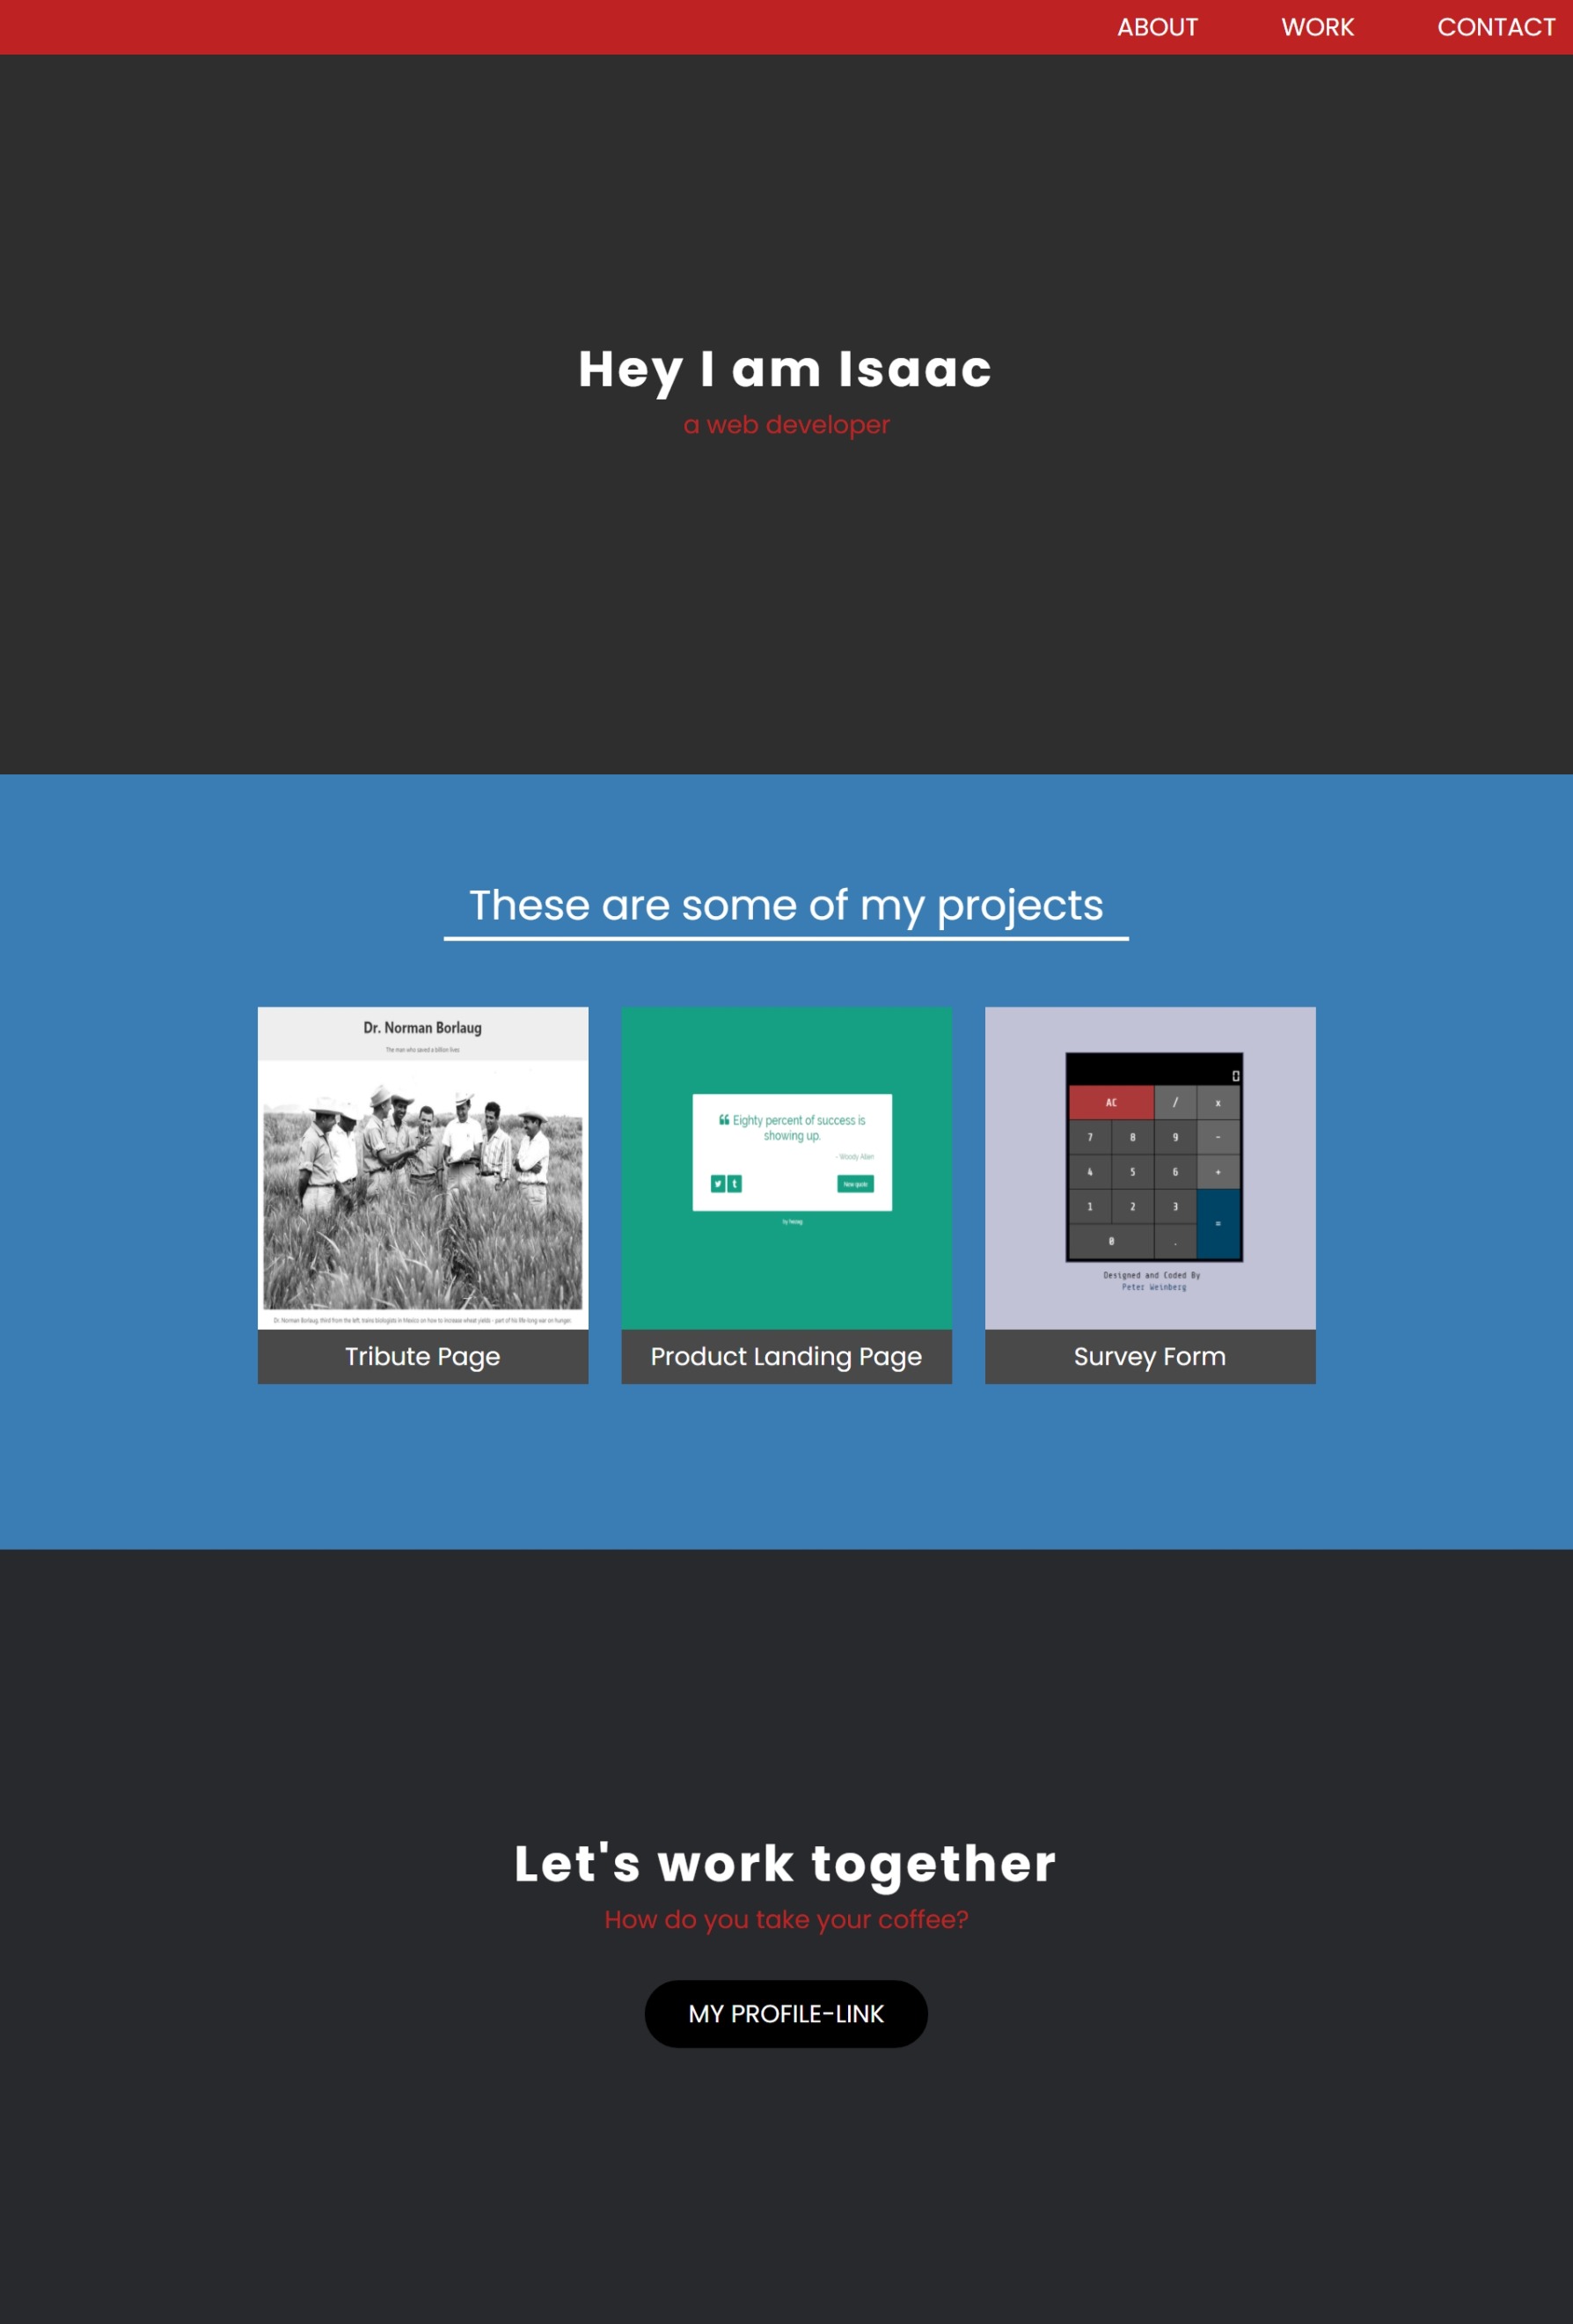 ABOUT WORK CONTACT
Hey I am Isaac
a web developer
These are some of my projects
Dr. Norman Borlaug
The man who saved a billion lives
Dr. Norman Borlaug, third from the left, trains biologists in Mexico on how to increase wheat yields - part of his life-long war on hunger.
Tribute Page
“ Eighty percent of success is
showing up.
- Woody Allen
t New quote
Product Landing Page
0
AC / x
7 8 9 -
4 5 6 +
1 2 3 =
0 .
Designed and Coded By
Peter Weinberg
Survey Form
Let's work together
How do you take your coffee?
MY PROFILE-LINK